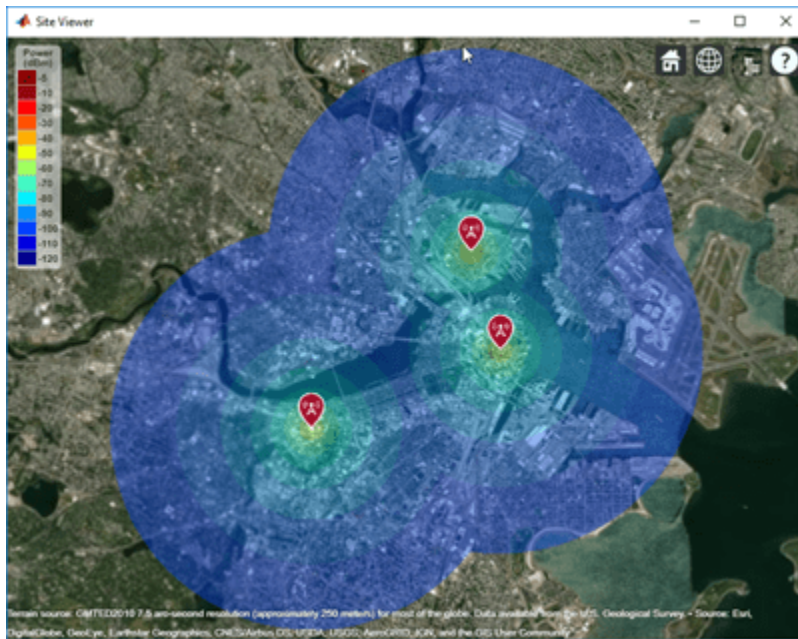 Site Viewer
Power
(dBm)
-5
-10
-20
-30
-40
-50
-60
-70
-80
-90
-100
-110
-120
?
Terrain source: GMTED2010 7.5 arc-second resolution (approximately 250 meters) for most of the globe. Data available from the U.S. Geological Survey. • Source: Esri,
DigitalGlobe, GeoEye, Earthstar Geographics, CNES/Airbus DS, USDA, USGS, AeroGRID, IGN, and the GIS User Community